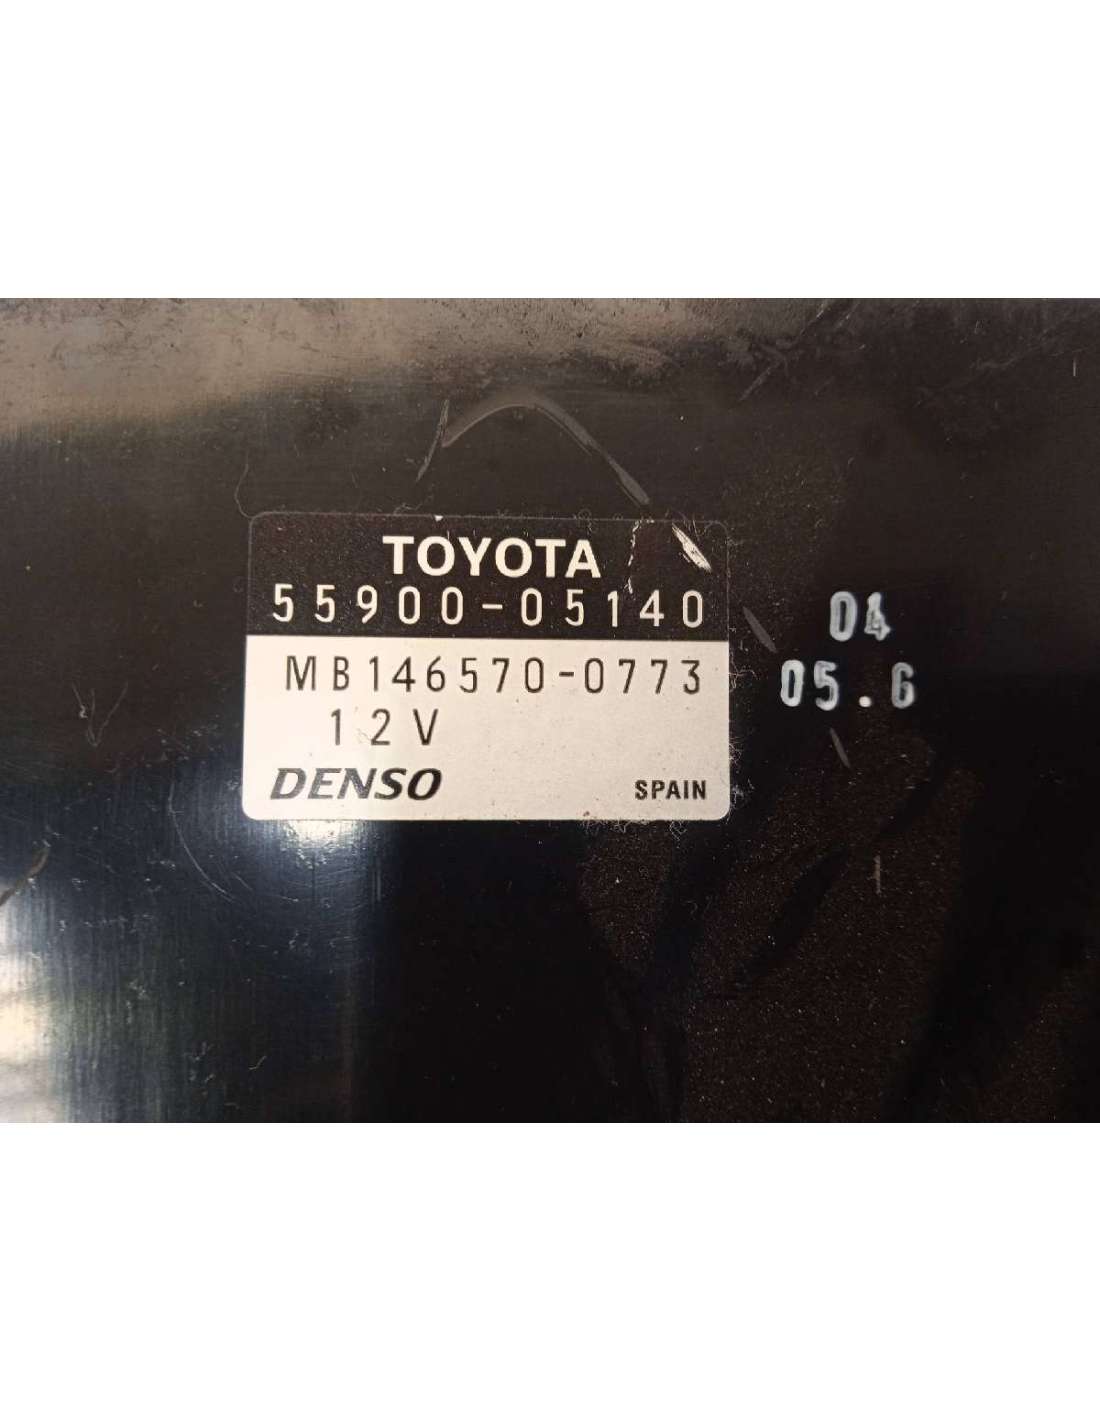 TOYOTA
55900-05140
MB146570-0773
12V
DENSO SPAIN
04
05.6